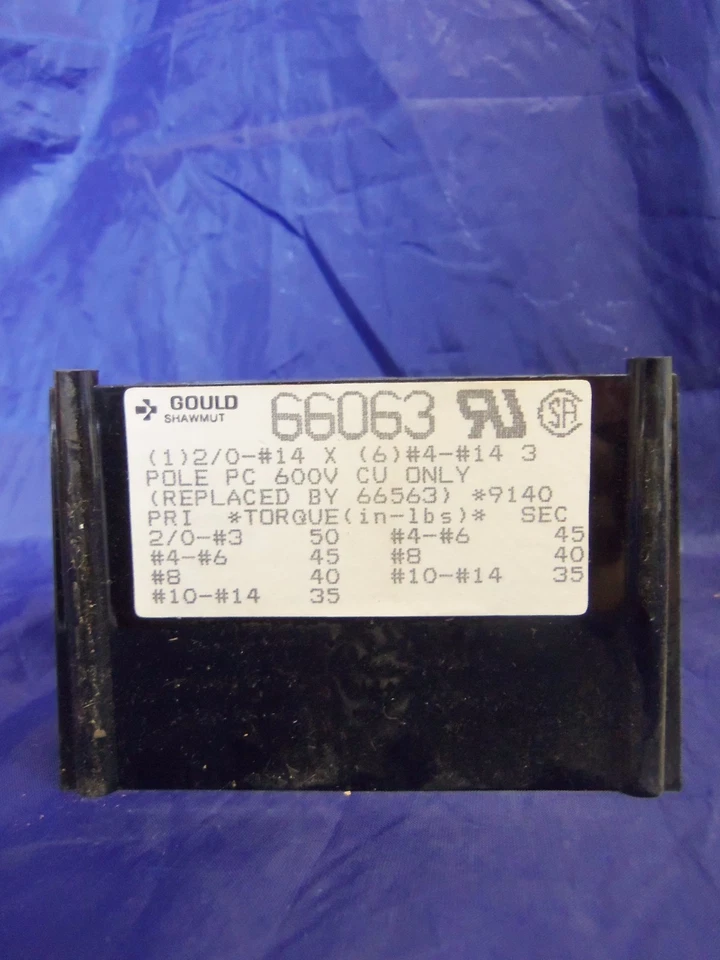 GOULD
SHAWMUT
66063
(1)2/0-#14 X (6)#4-#14 3
POLE PC 600V CU ONLY
(REPLACED BY 66563) *9140
PRI *TORQUE(in-lbs)* SEC
2/0-#3 50 #4-#6 45
#4-#6 45 #8 40
#8 40 #10-#14 35
#10-#14 35